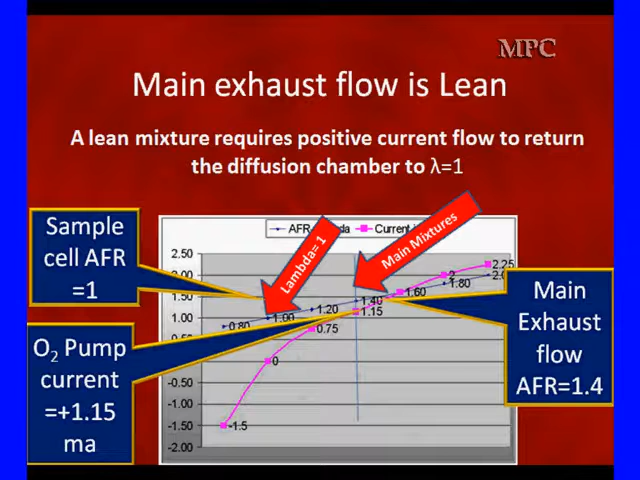 MPC
Main exhaust flow is Lean
A lean mixture requires positive current flow to return
the diffusion chamber to λ=1
Sample
cell AFR
=1
O2 Pump
current
=+1.15
ma
Lambda= 1
Main Mixtures
Main
Exhaust
flow
AFR=1.4
AFR
Current
2.50
2.00
1.50
1.00
-0.50
-1.00
-1.50
-2.00
0.80
1.00
1.20
1.40
1.60
1.80
-1.5
0
0.75
1.15
2
2.25